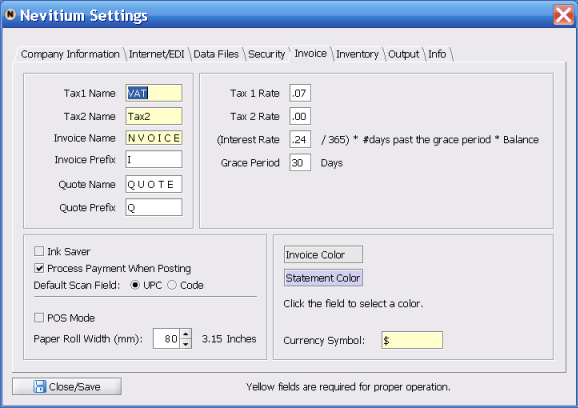 Nevitium Settings
Company Information \ Internet/EDI \ Data Files \ Security \ Invoice \ Inventory \ Output \ Info \
Tax1 Name VAT
Tax2 Name Tax2
Invoice Name N V O I C E
Invoice Prefix I
Quote Name Q U O T E
Quote Prefix Q
Tax 1 Rate .07
Tax 2 Rate .00
(Interest Rate .24 / 365) * #days past the grace period * Balance
Grace Period 30 Days
Ink Saver
Process Payment When Posting
Default Scan Field: UPC Code
POS Mode
Paper Roll Width (mm): 80 3.15 Inches
Invoice Color
Statement Color
Click the field to select a color.
Currency Symbol: $
Close/Save
Yellow fields are required for proper operation.